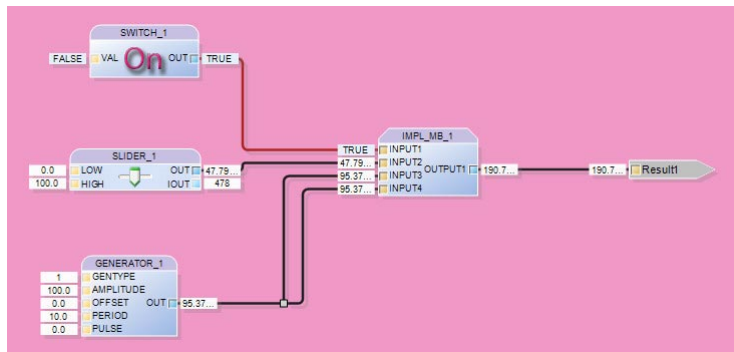 SWITCH_1
FALSE VAL On OUT TRUE
IMPL_MB_1
TRUE INPUT1
SLIDER_1
0.0 LOW OUT 47.79...
100.0 HIGH IOUT 478
47.79... INPUT2
OUTPUT1 190.7... 190.7... Result1
95.37... INPUT3
95.37... INPUT4
GENERATOR_1
1 GENTYPE
100.0 AMPLITUDE
0.0 OFFSET OUT 95.37...
10.0 PERIOD
0.0 PULSE